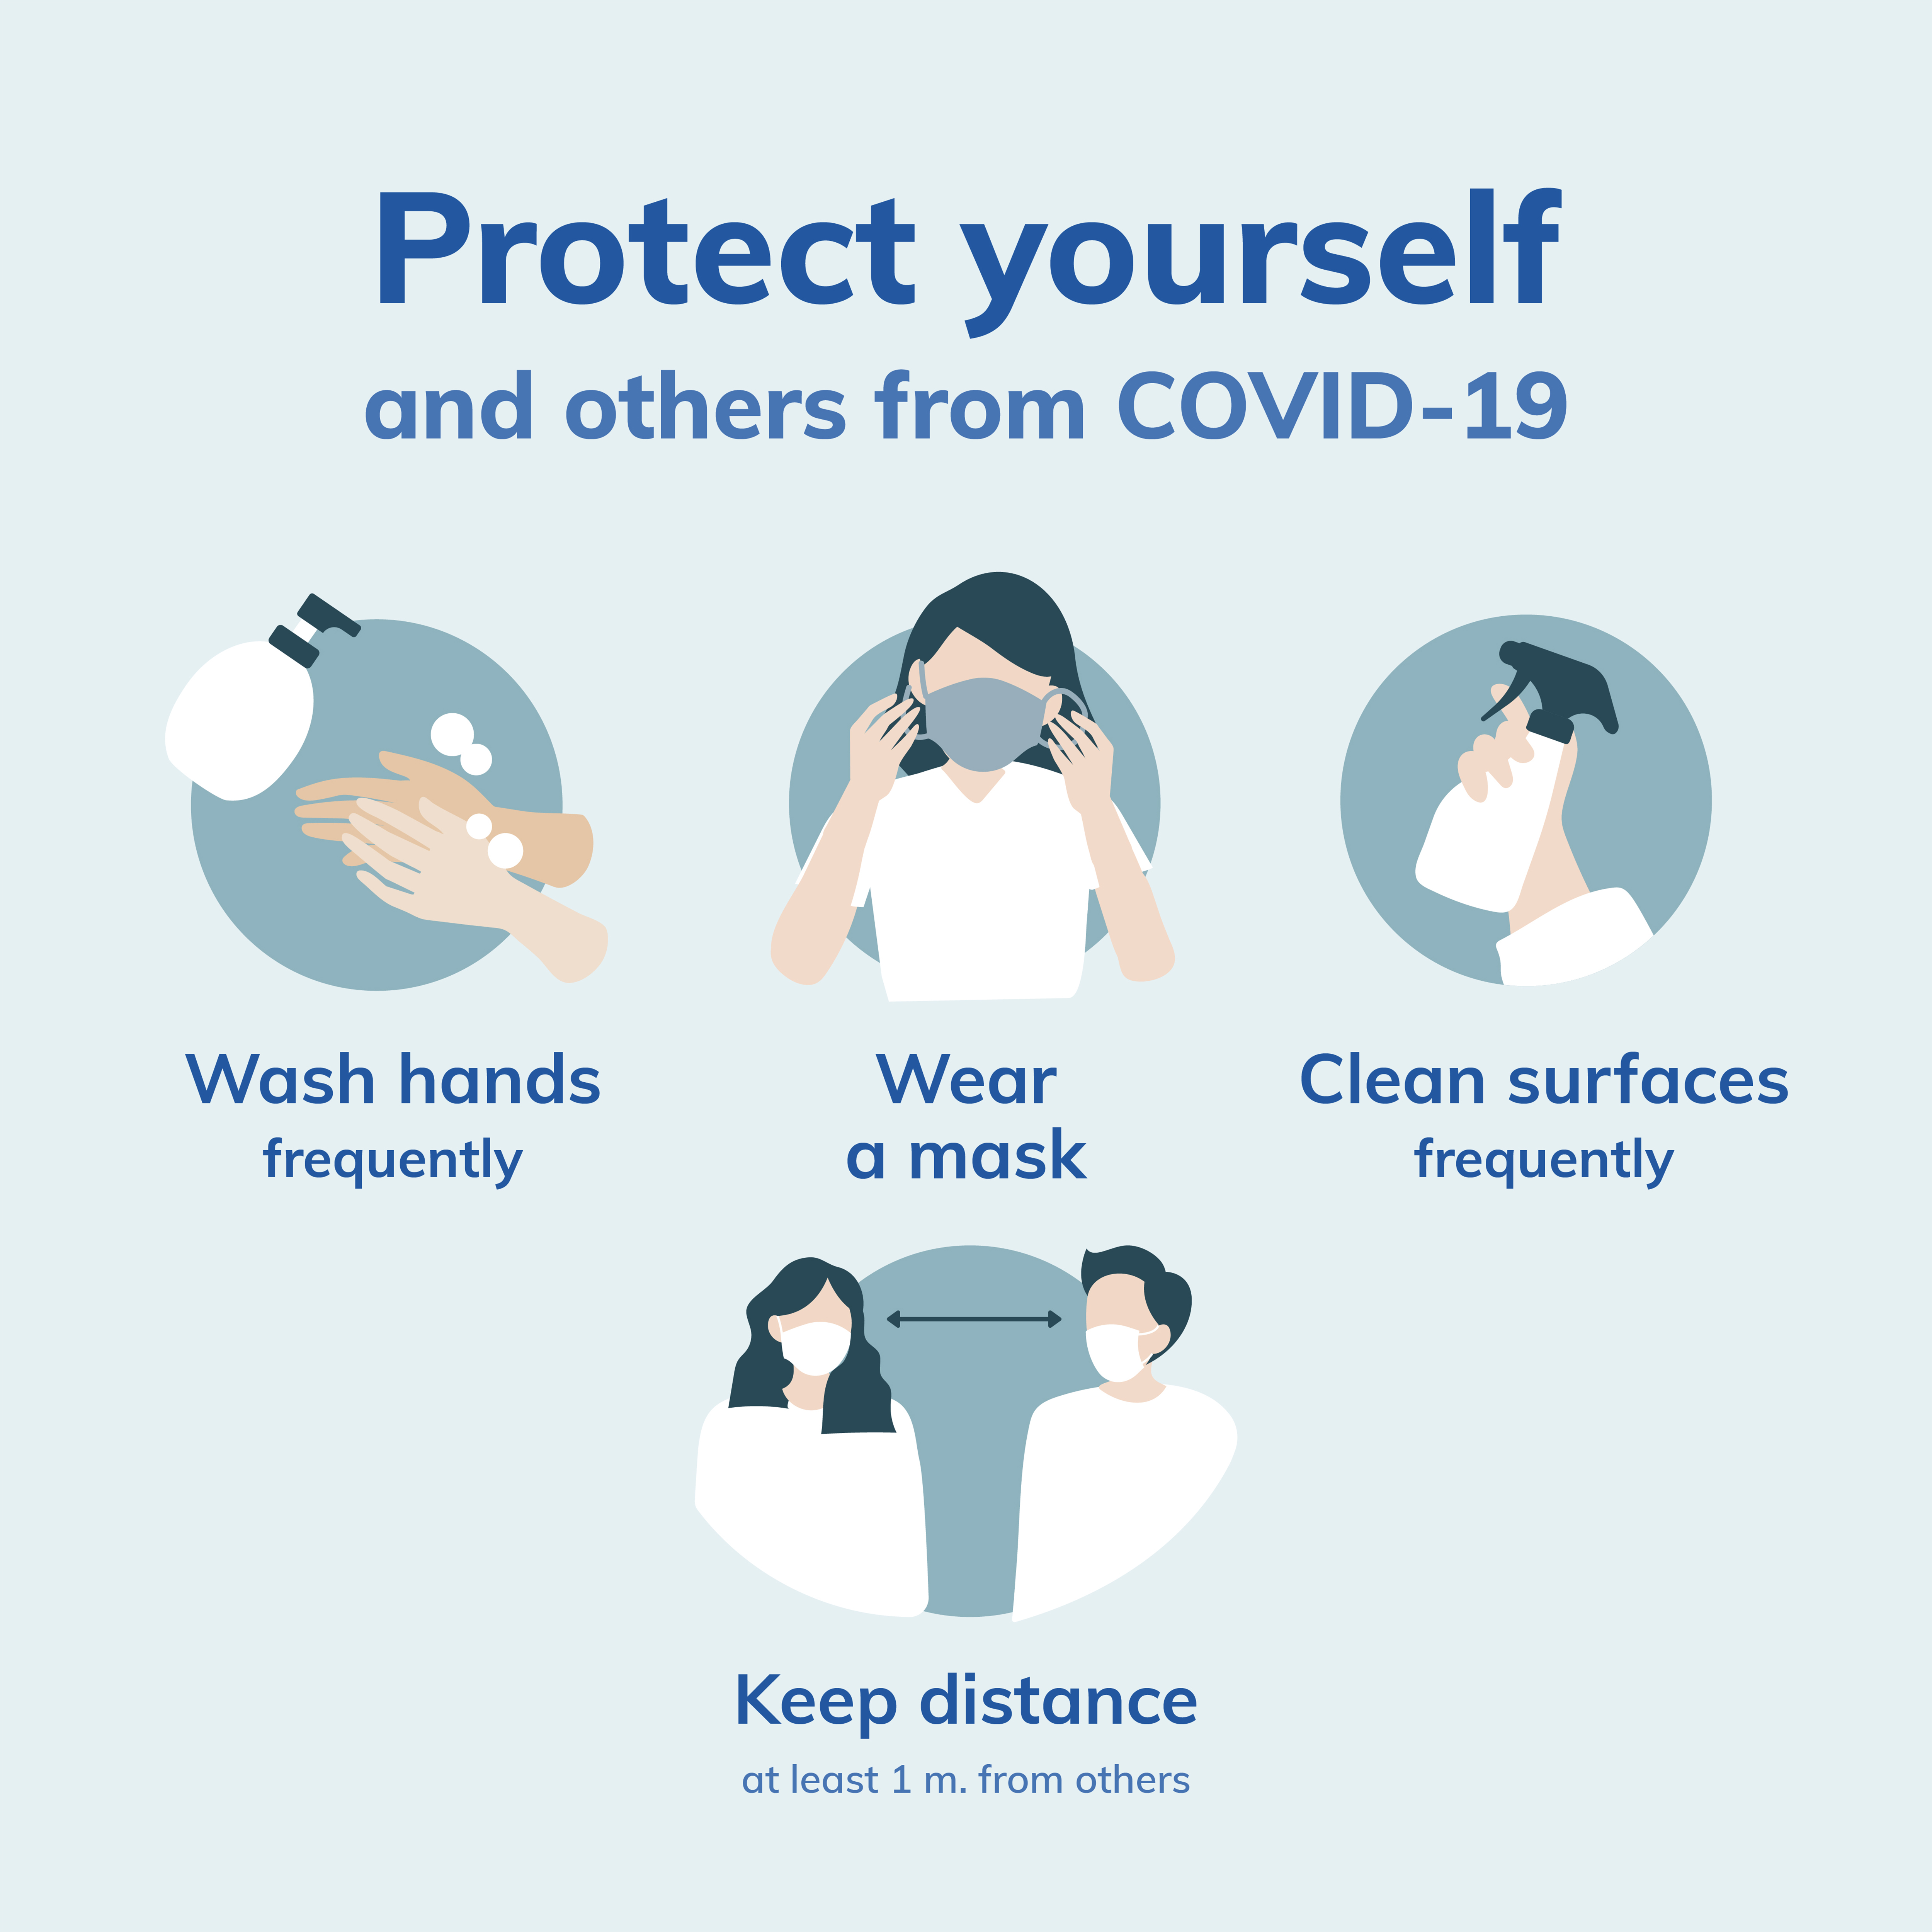 Protect yourself
and others from COVID-19
Wash hands
frequently
Wear
a mask
Clean surfaces
frequently
Keep distance
at least 1 m. from others